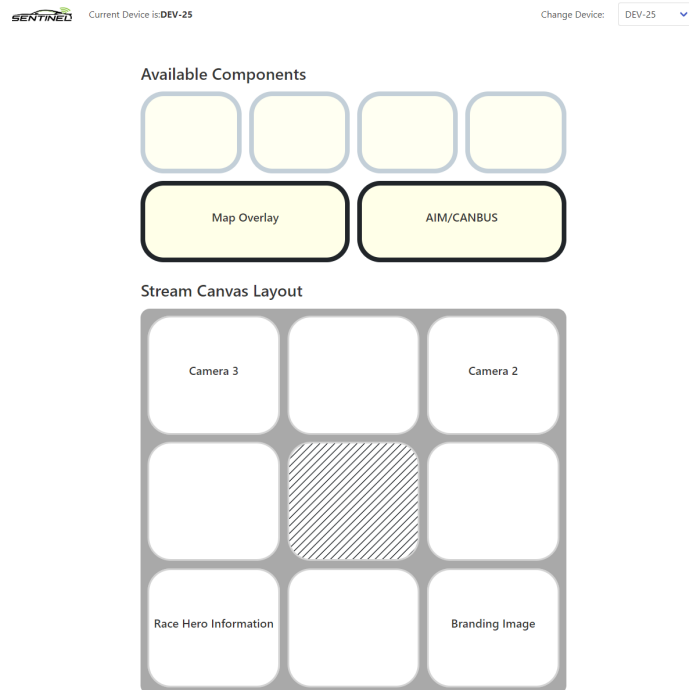 SENTINEL
Current Device is:DEV-25
Change Device:
DEV-25
Available Components
Map Overlay
AIM/CANBUS
Stream Canvas Layout
Camera 3
Camera 2
Race Hero Information
Branding Image